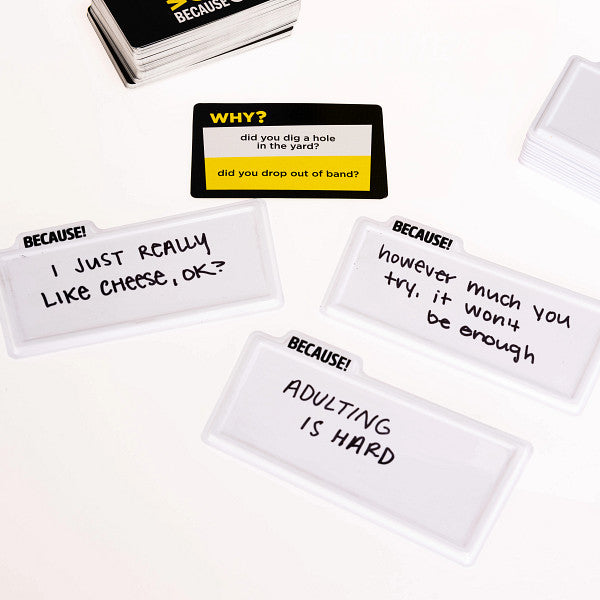 BECAUSE
WHY?
did you dig a hole
in the yard?
did you drop out of band?
BECAUSE!
I JUST REALLY
LIKE CHEESE, OK?
BECAUSE!
however much you
try, it won't
be enough
BECAUSE!
ADULTING
IS HARD